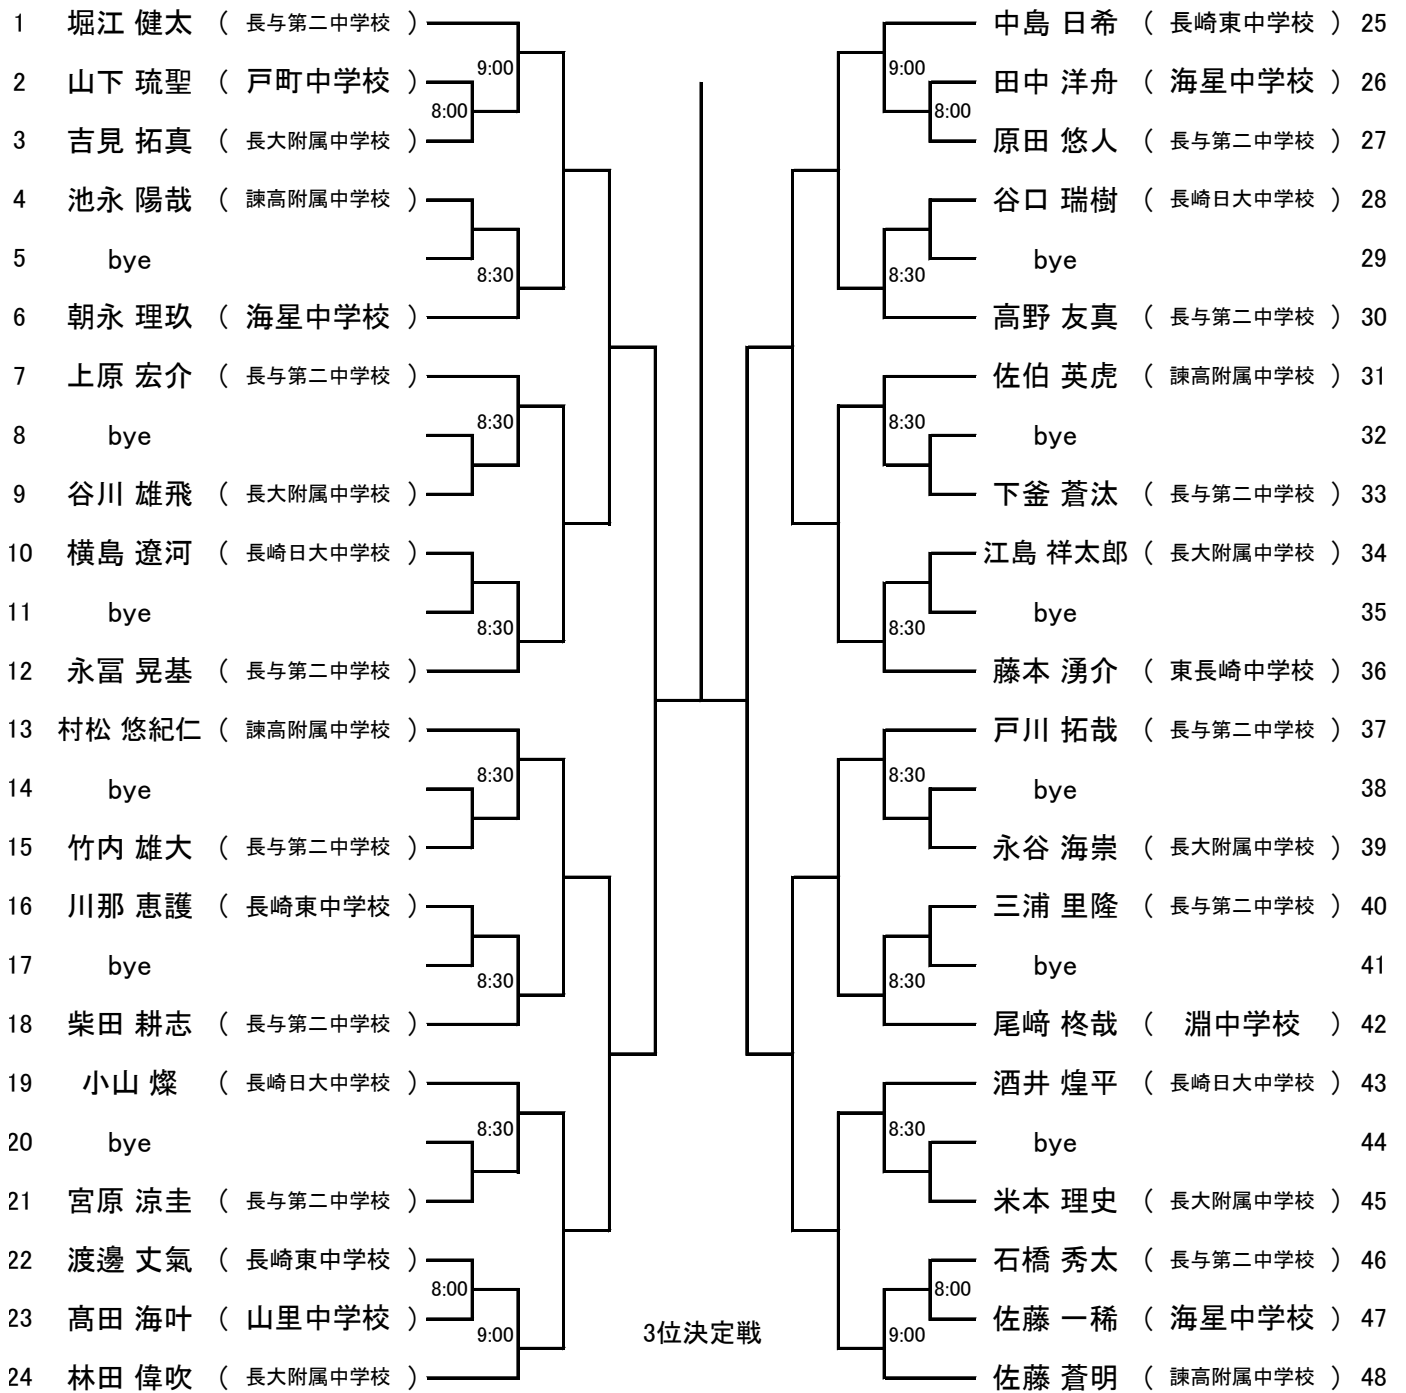 1 堀江 健太 ( 長与第二中学校 )
9:00
2 山下 琉聖 ( 戸町中学校 )
8:00
3 吉見 拓真 ( 長大附属中学校 )
4 池永 陽哉 ( 諫高附属中学校 )
5 bye
8:30
6 朝永 理玖 ( 海星中学校 )
7 上原 宏介 ( 長与第二中学校 )
8:30
8 bye
9 谷川 雄飛 ( 長大附属中学校 )
10 横島 遼河 ( 長崎日大中学校 )
11 bye
8:30
12 永冨 晃基 ( 長与第二中学校 )
13 村松 悠紀仁 ( 諫高附属中学校 )
8:30
14 bye
15 竹内 雄大 ( 長与第二中学校 )
16 川那 恵護 ( 長崎東中学校 )
17 bye
8:30
18 柴田 耕志 ( 長与第二中学校 )
19 小山 燦 ( 長崎日大中学校 )
8:30
20 bye
21 宮原 涼圭 ( 長与第二中学校 )
22 渡邊 丈氣 ( 長崎東中学校 )
8:00
23 髙田 海叶 ( 山里中学校 )
9:00
24 林田 偉吹 ( 長大附属中学校 )
3位決定戦
中島 日希 ( 長崎東中学校 ) 25
9:00
田中 洋舟 ( 海星中学校 ) 26
8:00
原田 悠人 ( 長与第二中学校 ) 27
谷口 瑞樹 ( 長崎日大中学校 ) 28
bye 29
8:30
高野 友真 ( 長与第二中学校 ) 30
佐伯 英虎 ( 諫高附属中学校 ) 31
8:30
bye 32
下釜 蒼汰 ( 長与第二中学校 ) 33
江島 祥太郎 ( 長大附属中学校 ) 34
bye 35
8:30
藤本 湧介 ( 東長崎中学校 ) 36
戸川 拓哉 ( 長与第二中学校 ) 37
8:30
bye 38
永谷 海崇 ( 長大附属中学校 ) 39
三浦 里隆 ( 長与第二中学校 ) 40
bye 41
8:30
尾﨑 柊哉 ( 淵中学校 ) 42
酒井 煌平 ( 長崎日大中学校 ) 43
8:30
bye 44
米本 理史 ( 長大附属中学校 ) 45
石橋 秀太 ( 長与第二中学校 ) 46
8:00
佐藤 一稀 ( 海星中学校 ) 47
9:00
佐藤 蒼明 ( 諫高附属中学校 ) 48